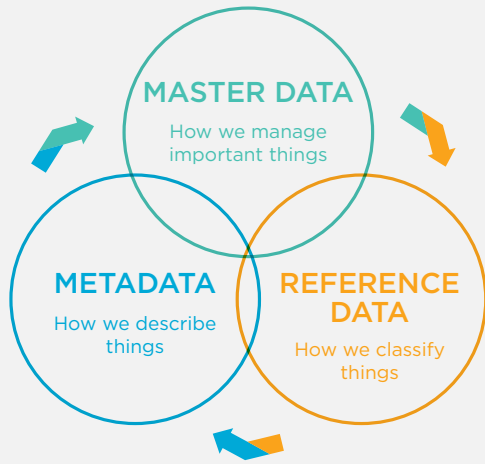 MASTER DATA
How we manage
important things
METADATA
How we describe
things
REFERENCE
DATA
How we classify
things